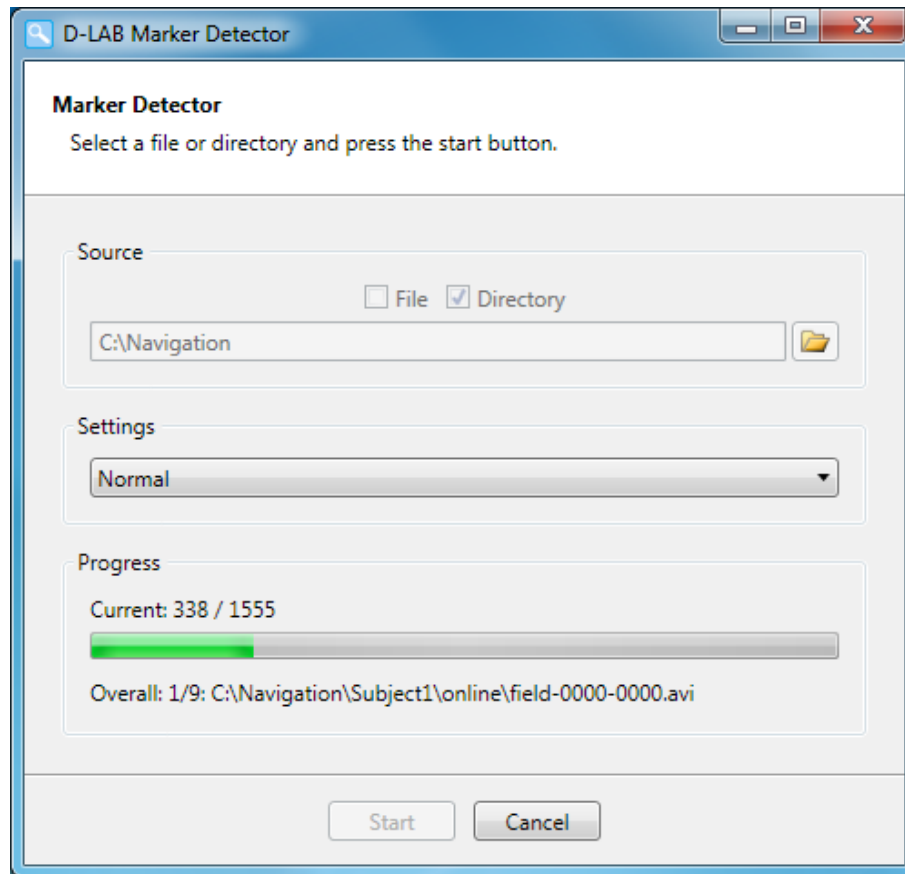 D-LAB Marker Detector
Marker Detector
Select a file or directory and press the start button.
Source
File Directory
C:\Navigation
Settings
Normal
Progress
Current: 338 / 1555
Overall: 1/9: C:\Navigation\Subject1\online\field-0000-0000.avi
Start Cancel